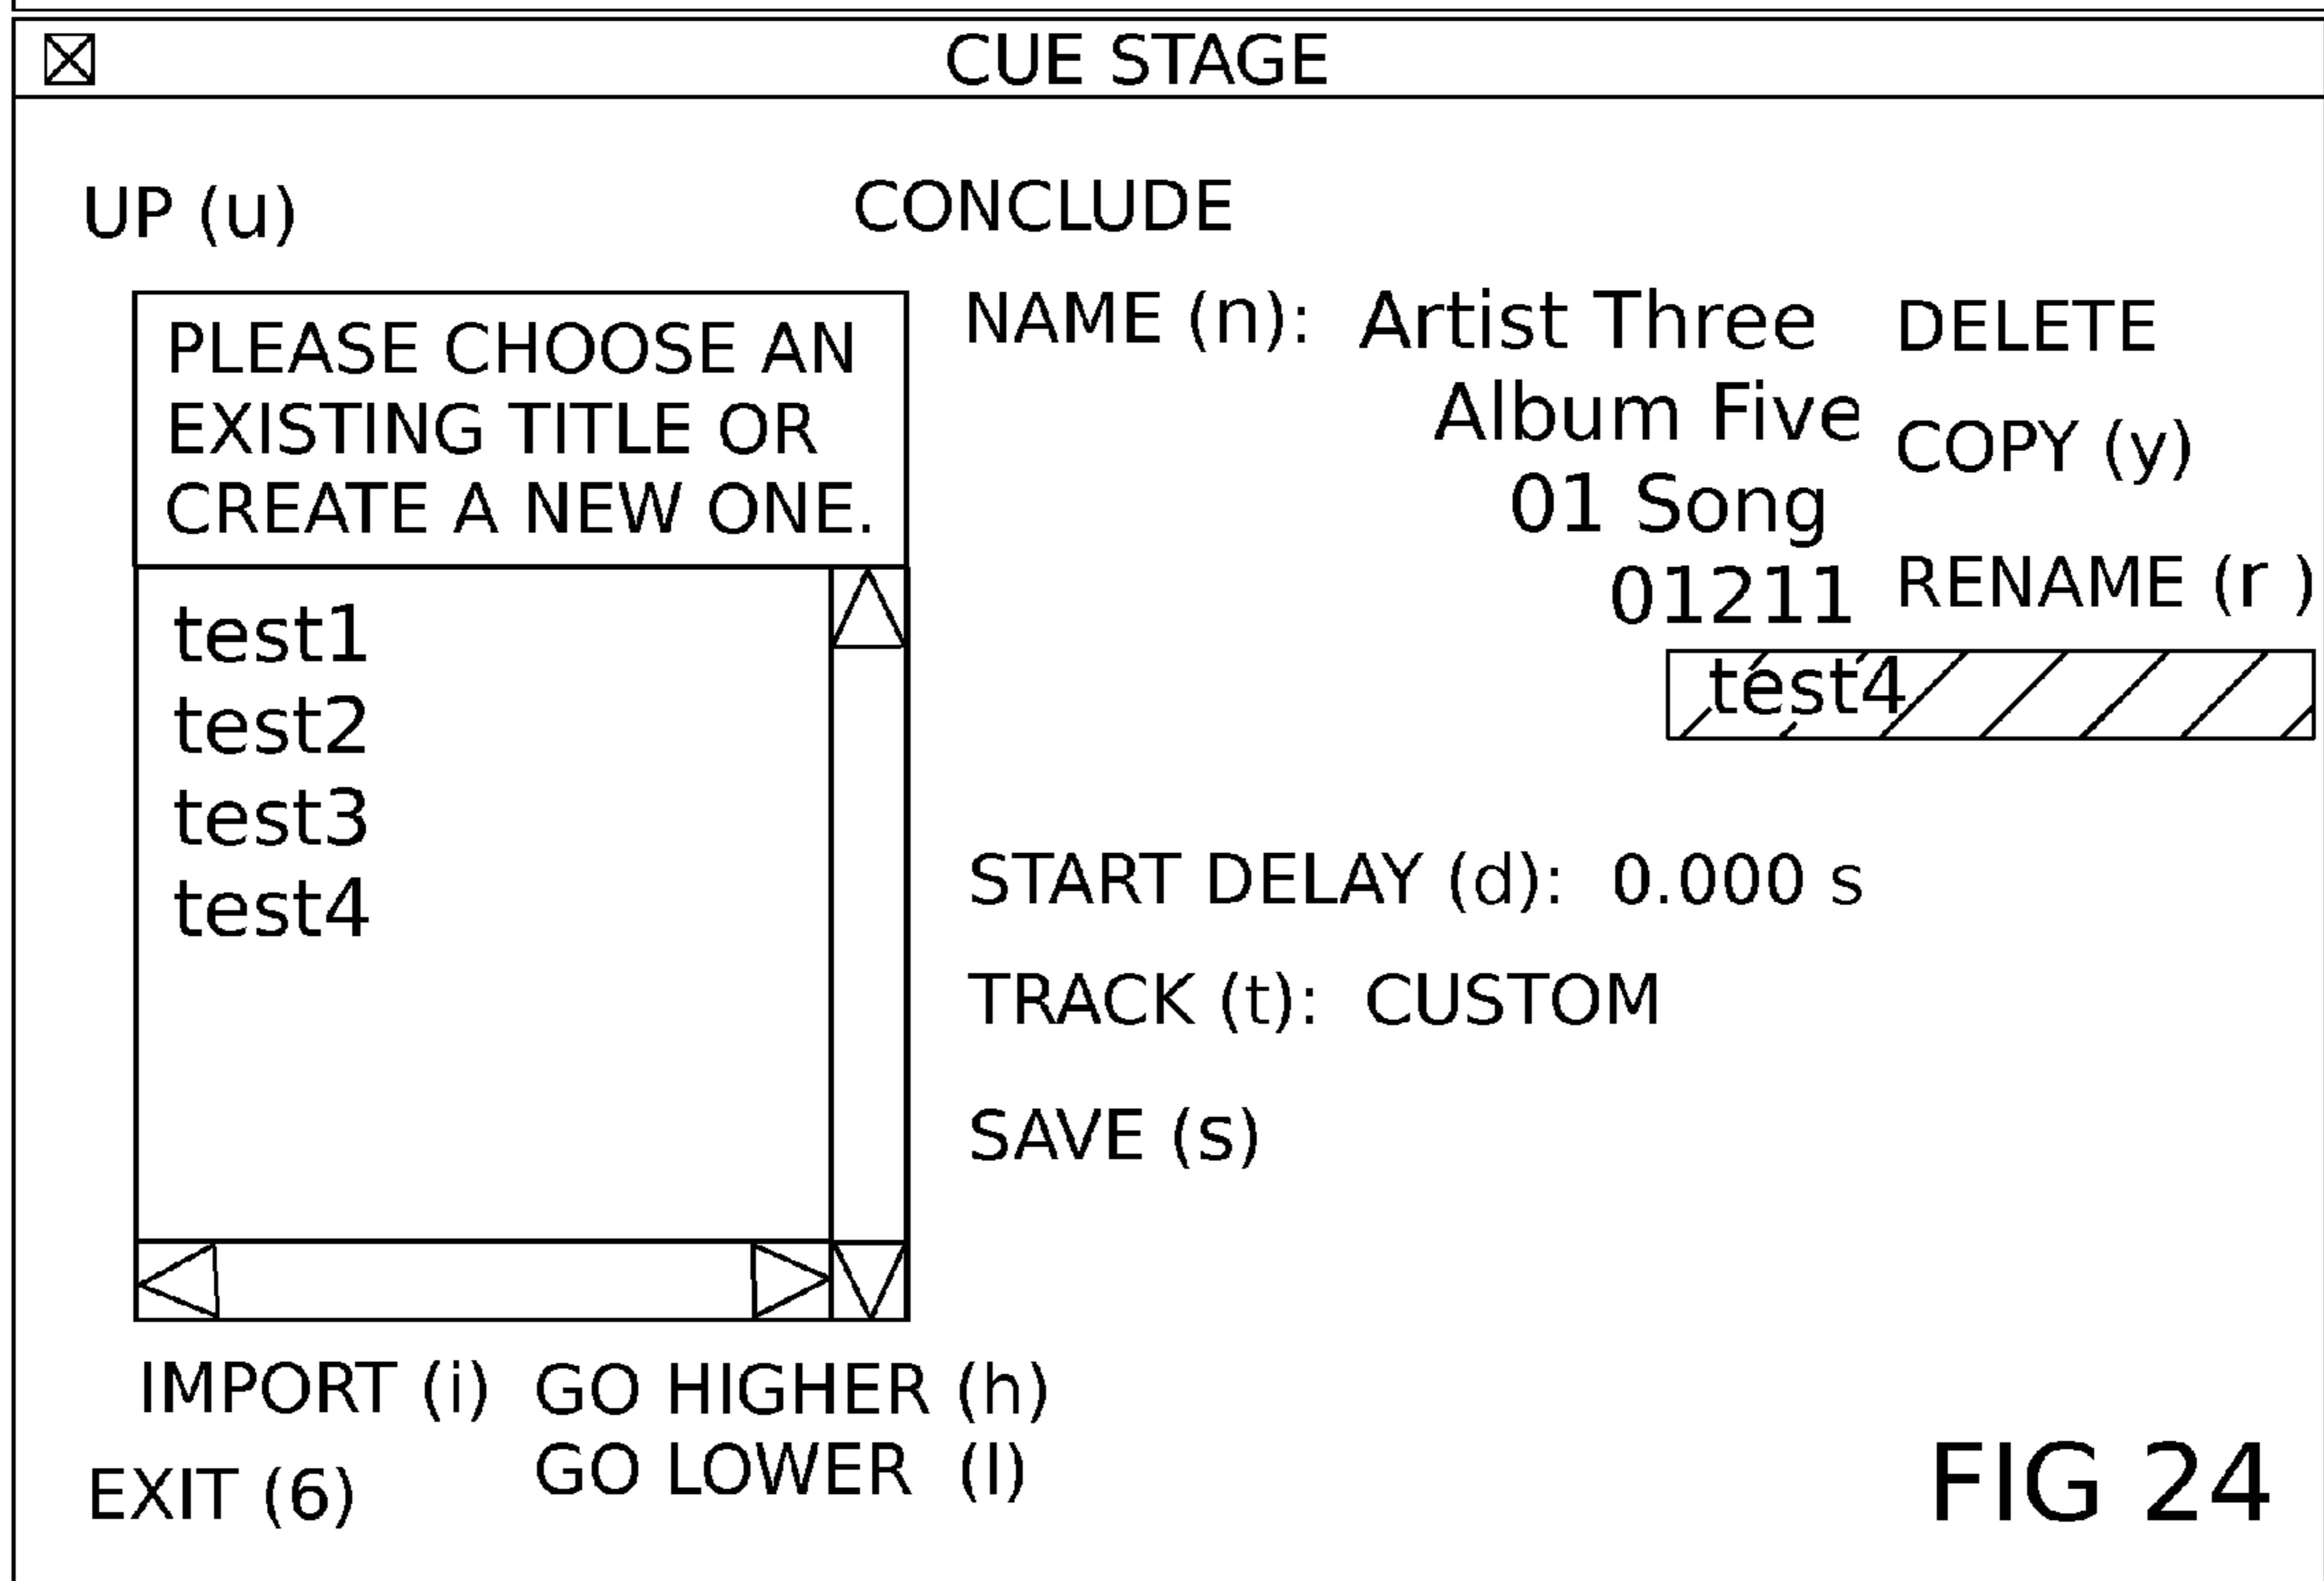 CUE STAGE
UP (u)
CONCLUDE
PLEASE CHOOSE AN
EXISTING TITLE OR
CREATE A NEW ONE.
test1
test2
test3
test4
NAME (n): Artist Three
Album Five
01 Song
01211
test4
DELETE
COPY (y)
RENAME (r )
START DELAY (d): 0.000 s
TRACK (t): CUSTOM
SAVE (s)
IMPORT (i)
GO HIGHER (h)
GO LOWER (l)
EXIT (6)
FIG 24